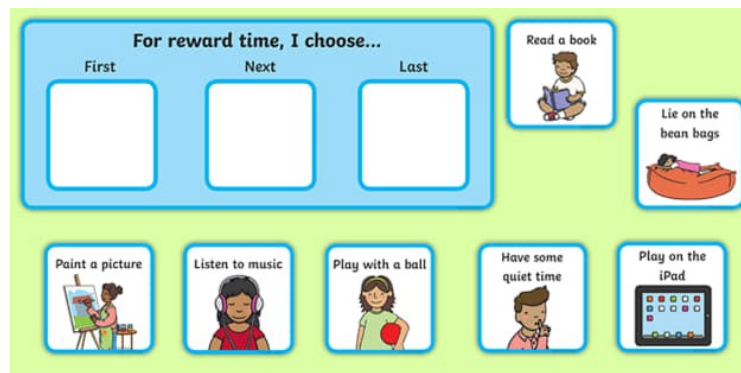 For reward time, I choose...
First
Next
Last
Read a book
Lie on the
bean bags
Paint a picture
Listen to music
Play with a ball
Have some
quiet time
Play on the
iPad